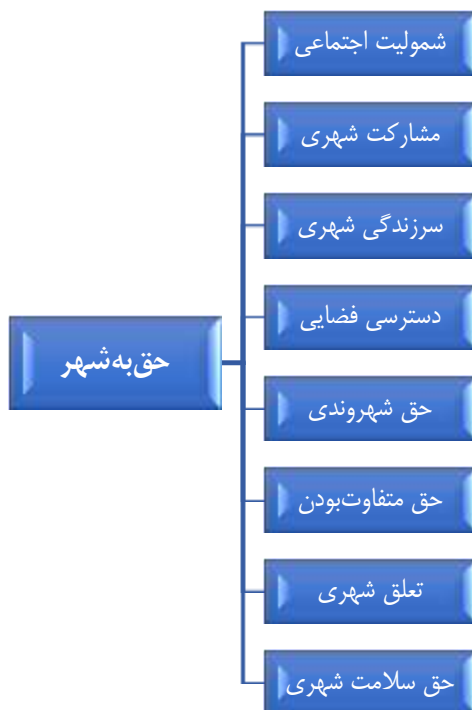 شمولیت اجتماعی
مشارکت شهری
سرزندگی شهری
دسترسی فضایی
حق‌به‌شهر
حق شهروندی
حق متفاوت‌بودن
تعلق شهری
حق سلامت شهری